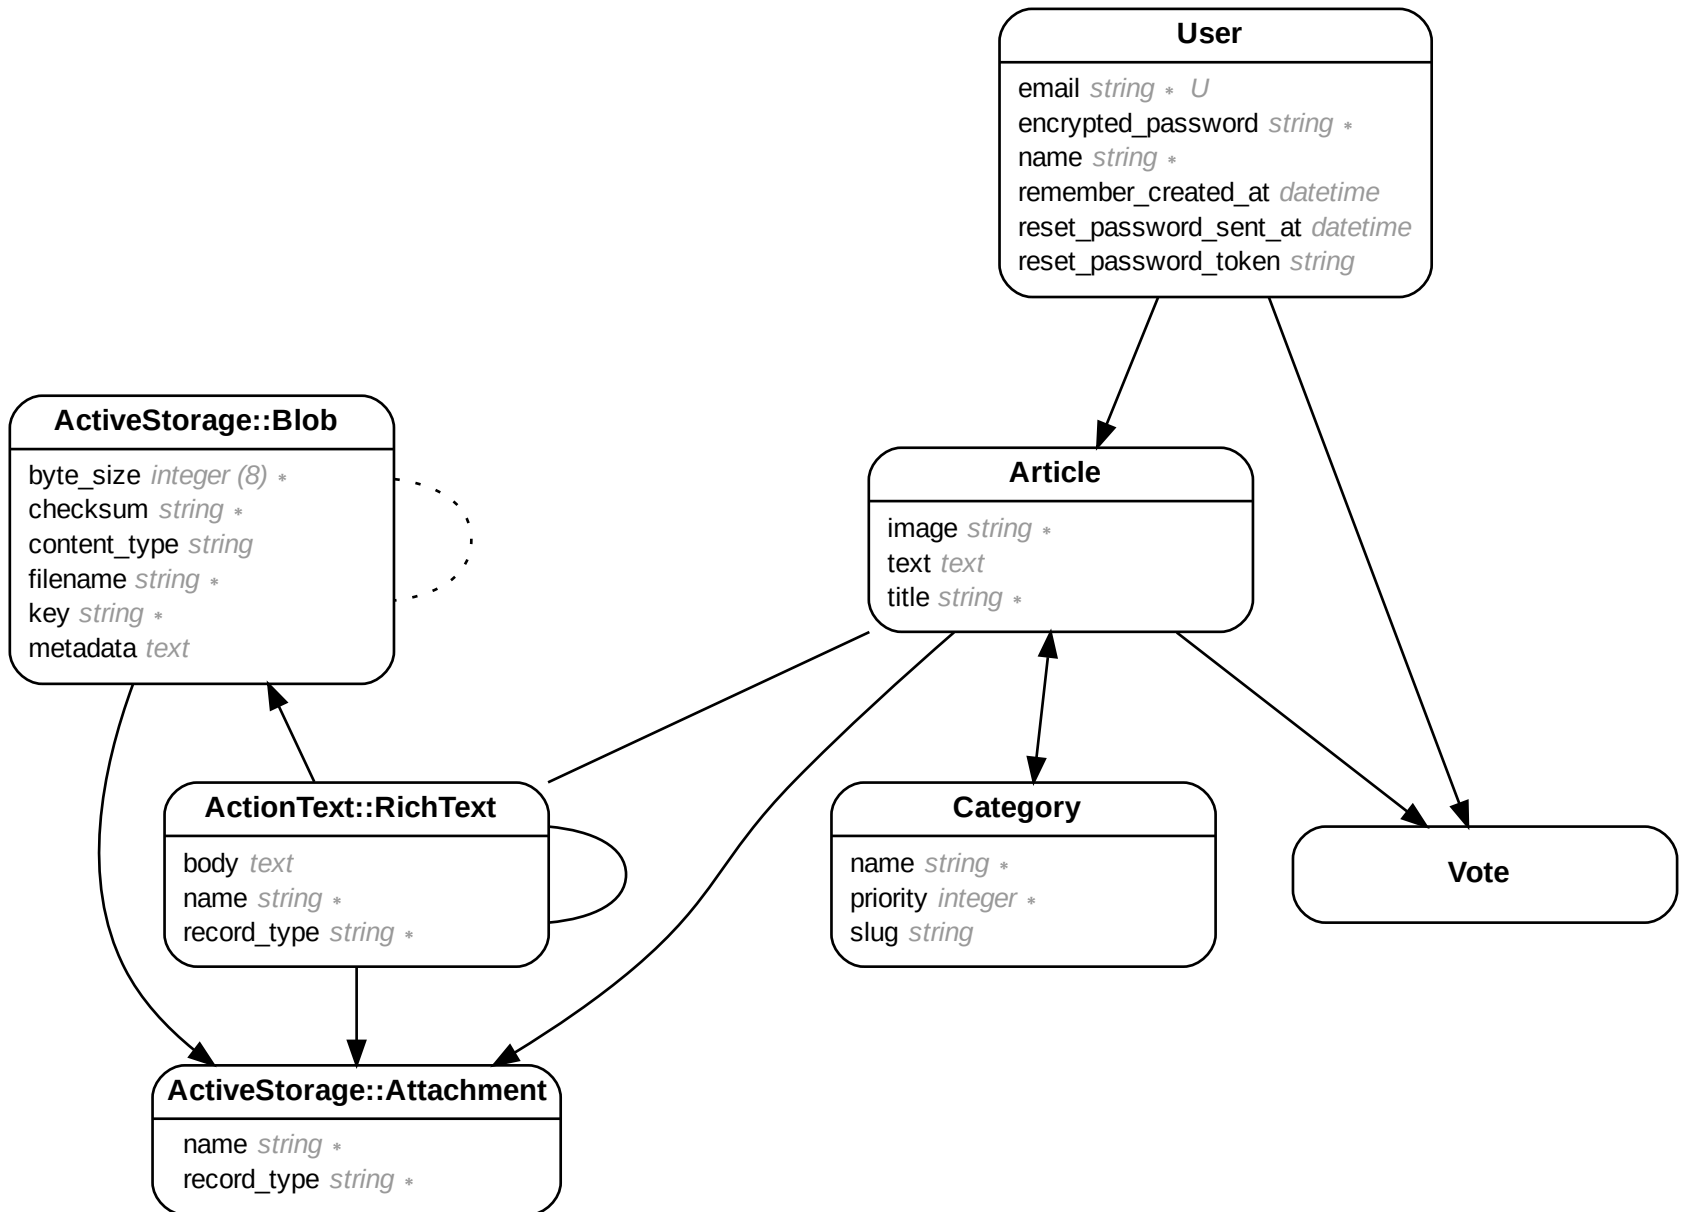 User
email string * U
encrypted_password string *
name string *
remember_created_at datetime
reset_password_sent_at datetime
reset_password_token string
ActiveStorage::Blob
byte_size integer (8) *
checksum string *
content_type string
filename string *
key string *
metadata text
Article
image string *
text text
title string *
ActionText::RichText
body text
name string *
record_type string *
Category
name string *
priority integer *
slug string
Vote
ActiveStorage::Attachment
name string *
record_type string *